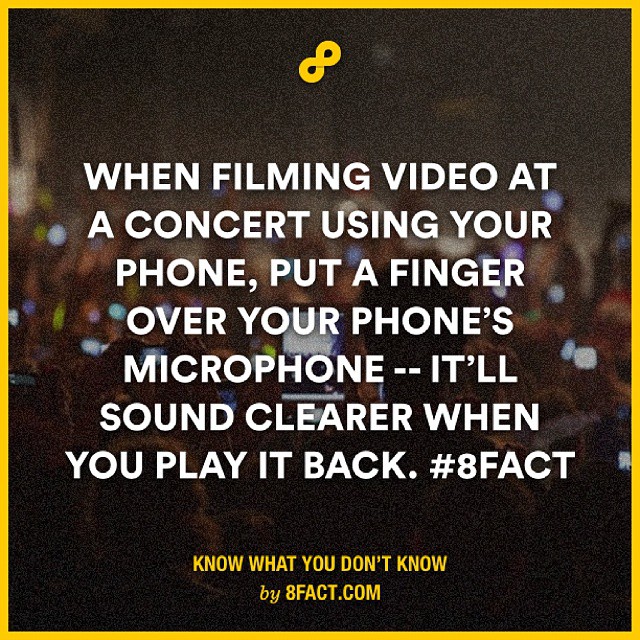 WHEN FILMING VIDEO AT
A CONCERT USING YOUR
PHONE, PUT A FINGER
OVER YOUR PHONE’S
MICROPHONE -- IT’LL
SOUND CLEARER WHEN
YOU PLAY IT BACK. #8FACT
KNOW WHAT YOU DON’T KNOW
by 8FACT.COM